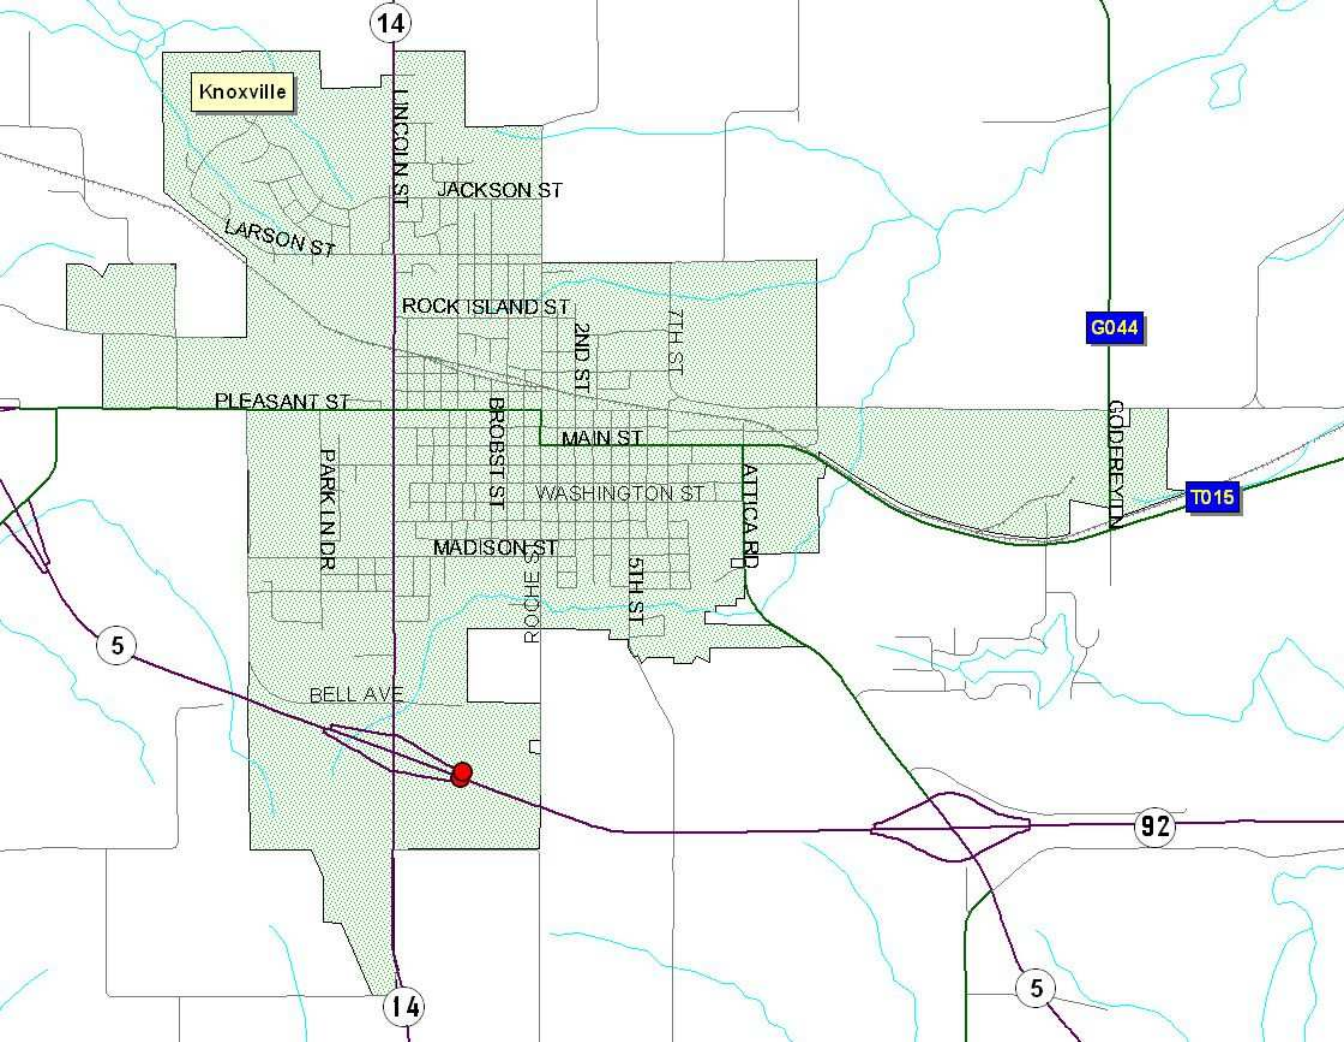 14
Knoxville
LINCOLN ST
JACKSON ST
LARSON ST
ROCK ISLAND ST
2ND ST
7TH ST
G044
PLEASANT ST
BROBST ST
MAIN ST
GODFREY LN
PARK LN DR
WASHINGTON ST
ATTICA RD
T015
MADISON ST
ROCHE S
5TH ST
5
BELL AVE
92
5
14